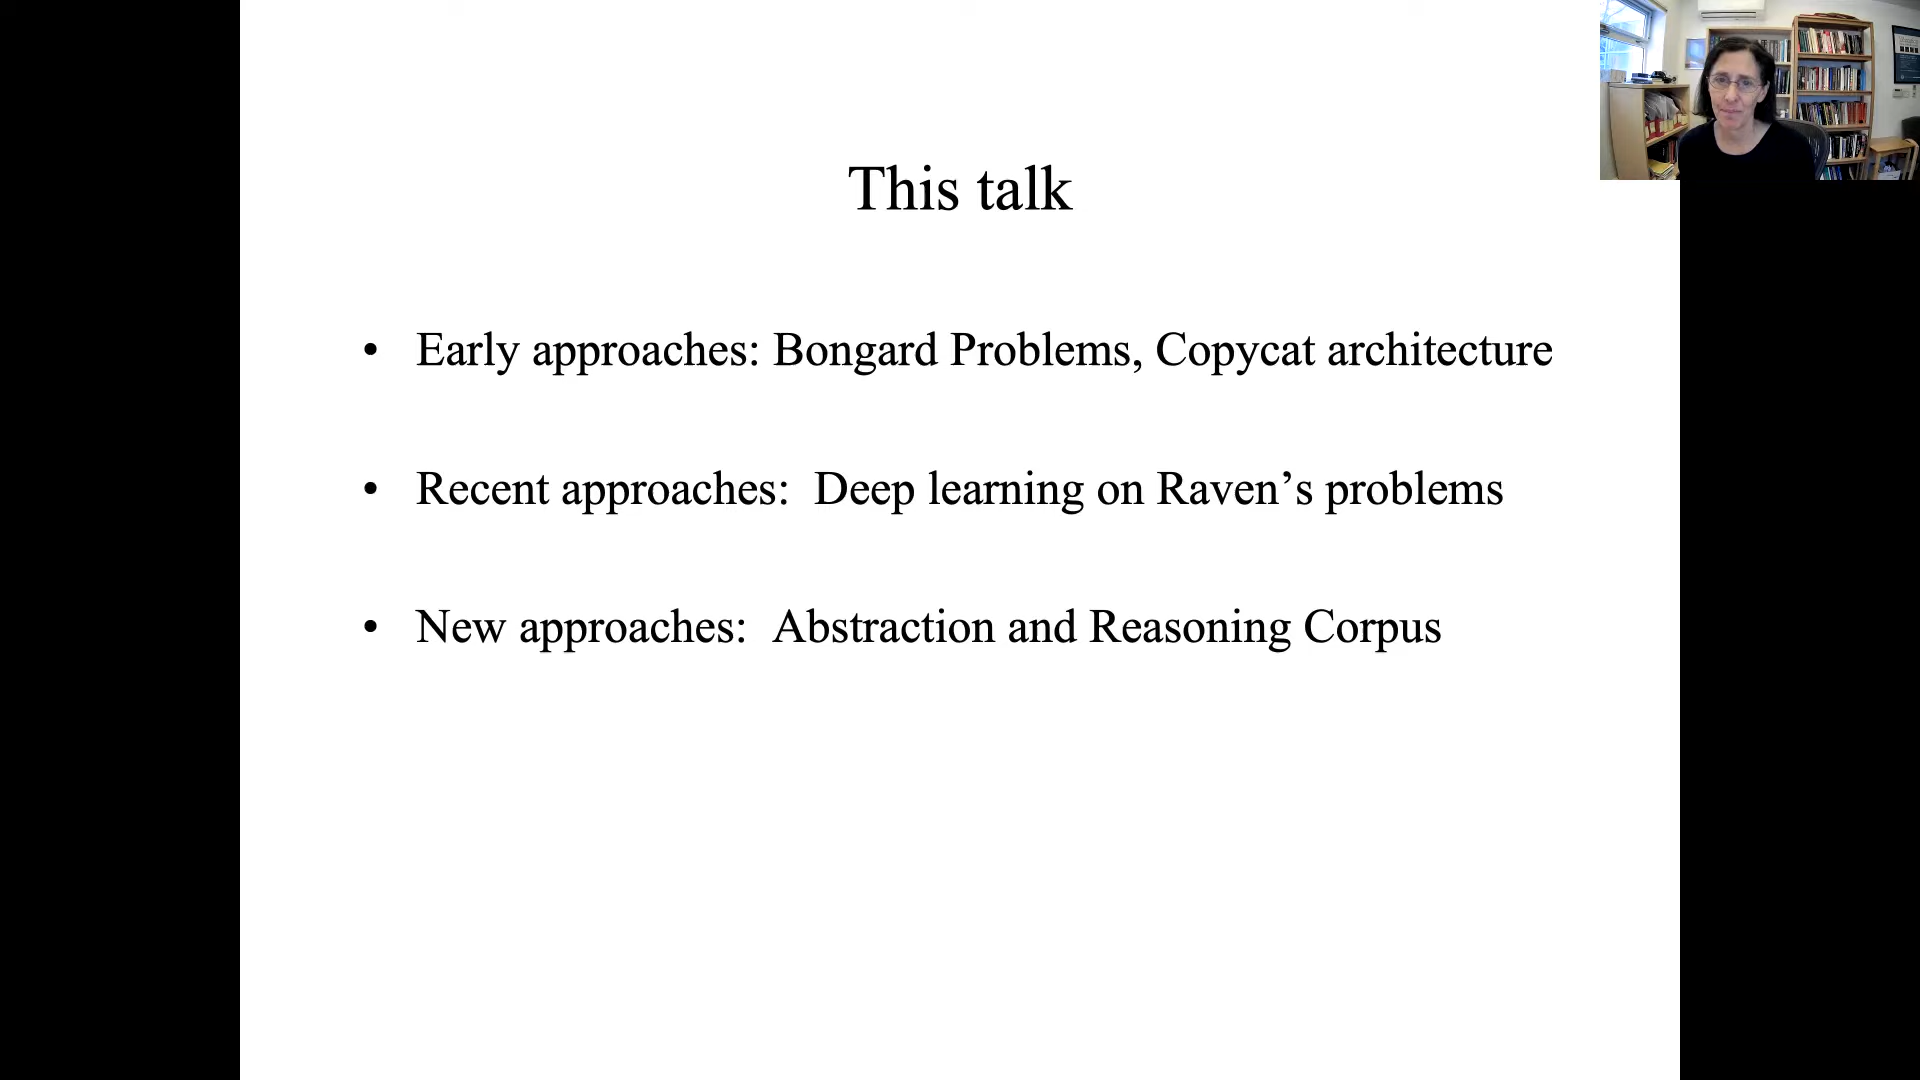 This talk
• Early approaches: Bongard Problems, Copycat architecture
• Recent approaches: Deep learning on Raven’s problems
• New approaches: Abstraction and Reasoning Corpus